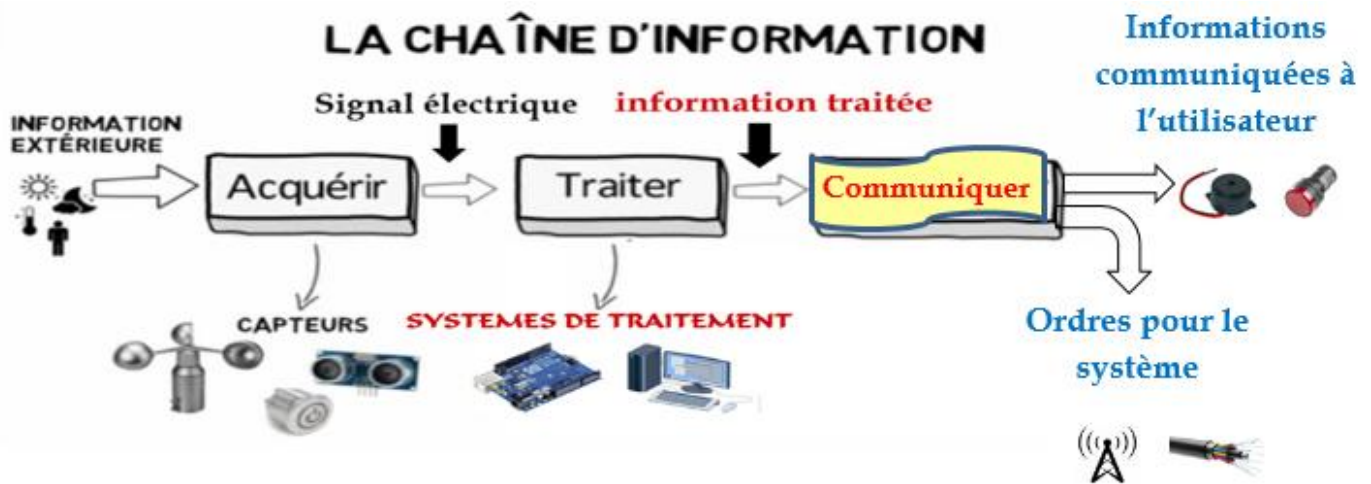 LA CHAÎNE D'INFORMATION
Informations
communiquées à
l'utilisateur
Signal électrique
information traitée
INFORMATION
EXTÉRIEURE
Acquérir
Traiter
Communiquer
CAPTEURS
SYSTEMES DE TRAITEMENT
Ordres pour le
système